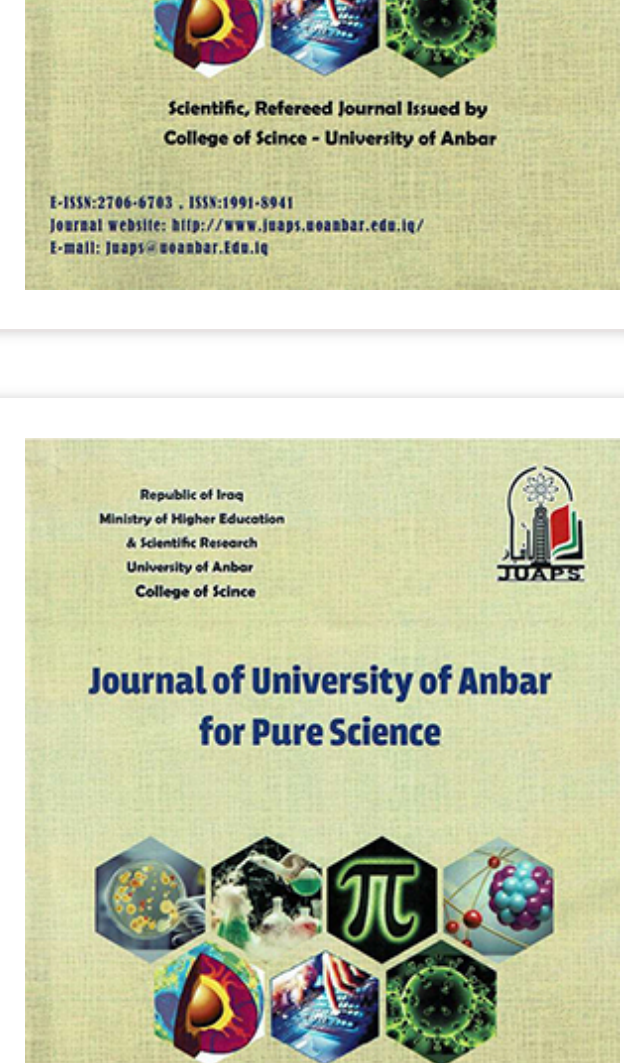 Scientific, Refereed Journal Issued by
College of Scince - University of Anbar
E-ISSN:2706-6703 , ISSN:1991-8941
Journal website: http://www.juaps.uoanbar.edu.iq/
E-mail: Juaps@uoanbar.Edu.iq
Republic of Iraq
Ministry of Higher Education
& Scientific Research
University of Anbar
College of Scince
JUAPS
Journal of University of Anbar
for Pure Science
π